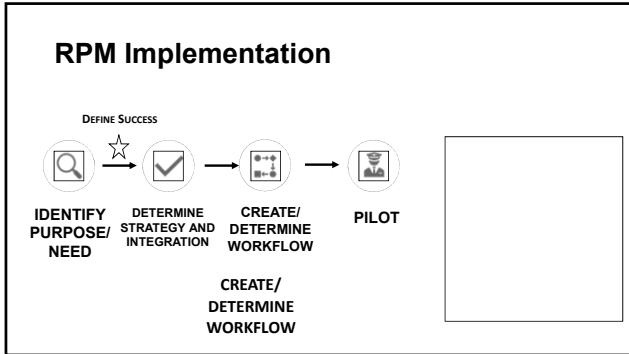 RPM Implementation
DEFINE SUCCESS
IDENTIFY
PURPOSE/
NEED
DETERMINE
STRATEGY AND
INTEGRATION
CREATE/
DETERMINE
WORKFLOW
PILOT
CREATE/
DETERMINE
WORKFLOW